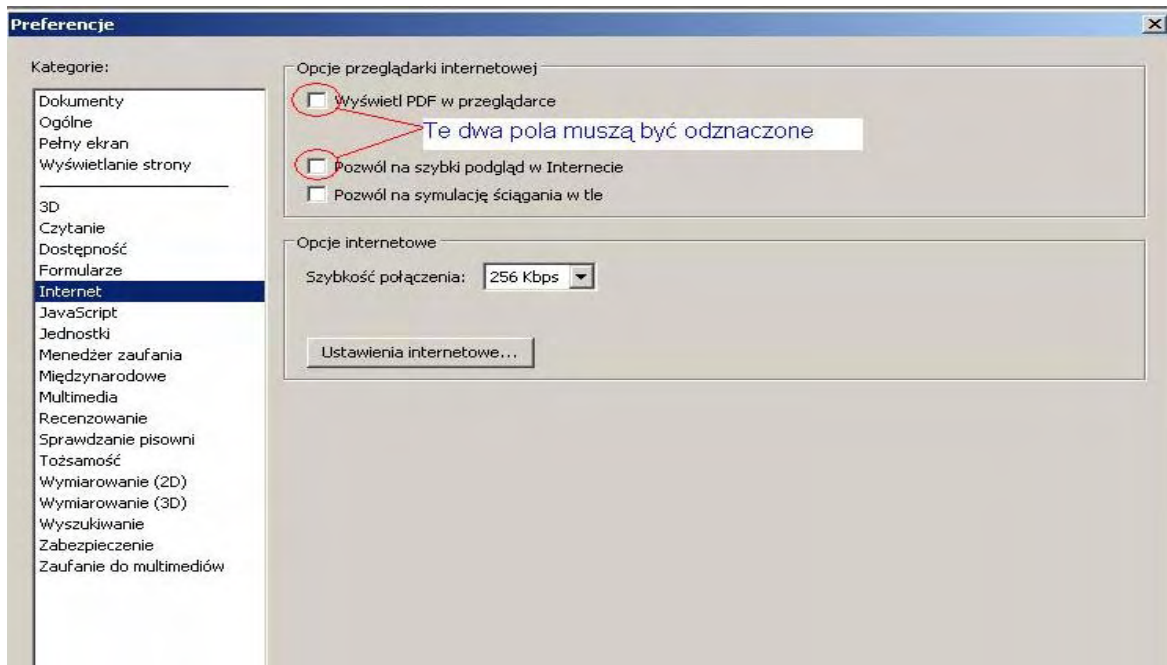 Preferencje
Kategorie:
Dokumenty
Ogólne
Pełny ekran
Wyświetlanie strony
3D
Czytanie
Dostępność
Formularze
Internet
JavaScript
Jednostki
Menedżer zaufania
Międzynarodowe
Multimedia
Recenzowanie
Sprawdzanie pisowni
Tożsamość
Wymiarowanie (2D)
Wymiarowanie (3D)
Wyszukiwanie
Zabezpieczenie
Zaufanie do multimediów
Opcje przeglądarki internetowej
Wyświetl PDF w przeglądarce
Te dwa pola muszą być odznaczone
Pozwól na szybki podgląd w Internecie
Pozwól na symulację ściągania w tle
Opcje internetowe
Szybkość połączenia: 256 Kbps
Ustawienia internetowe...